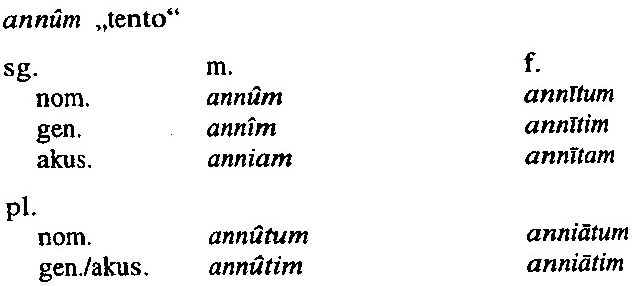 annûm „tento“
sg. m. f.
nom. annûm annītum
gen. annîm annītim
akus. anniam annītam
pl.
nom. annûtum anniātum
gen./akus. annûtim anniātim